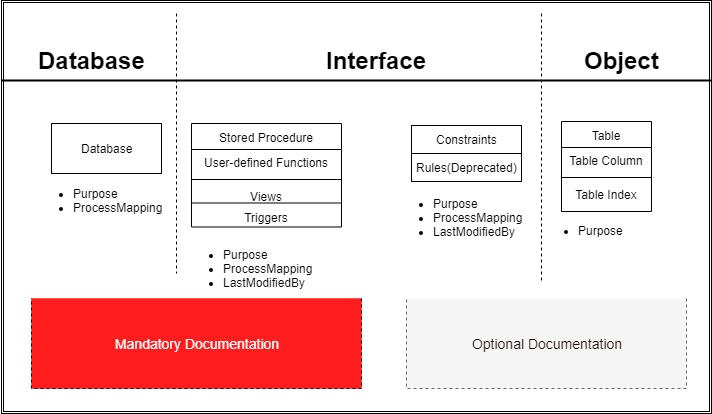 Database
Interface
Object
Database
• Purpose
• ProcessMapping
Stored Procedure
User-defined Functions
Views
Triggers
• Purpose
• ProcessMapping
• LastModifiedBy
Constraints
Rules(Deprecated)
• Purpose
• ProcessMapping
• LastModifiedBy
Table
Table Column
Table Index
• Purpose
Mandatory Documentation
Optional Documentation